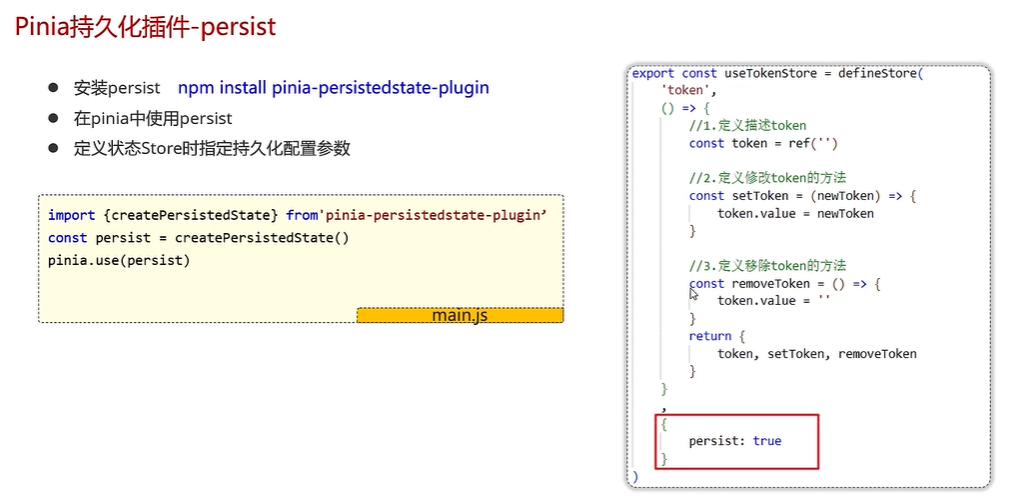 Pinia持久化插件-persist
● 安装persist npm install pinia-persistedstate-plugin
● 在pinia中使用persist
● 定义状态Store时指定持久化配置参数
import {createPersistedState} from'pinia-persistedstate-plugin’
const persist = createPersistedState()
pinia.use(persist)
main.js
export const useTokenStore = defineStore(
'token',
() => {
//1.定义描述token
const token = ref('')
//2.定义修改token的方法
const setToken = (newToken) => {
token.value = newToken
}
//3.定义移除token的方法
const removeToken = () => {
token.value = ''
}
return {
token, setToken, removeToken
}
}
,
{
persist: true
}
)